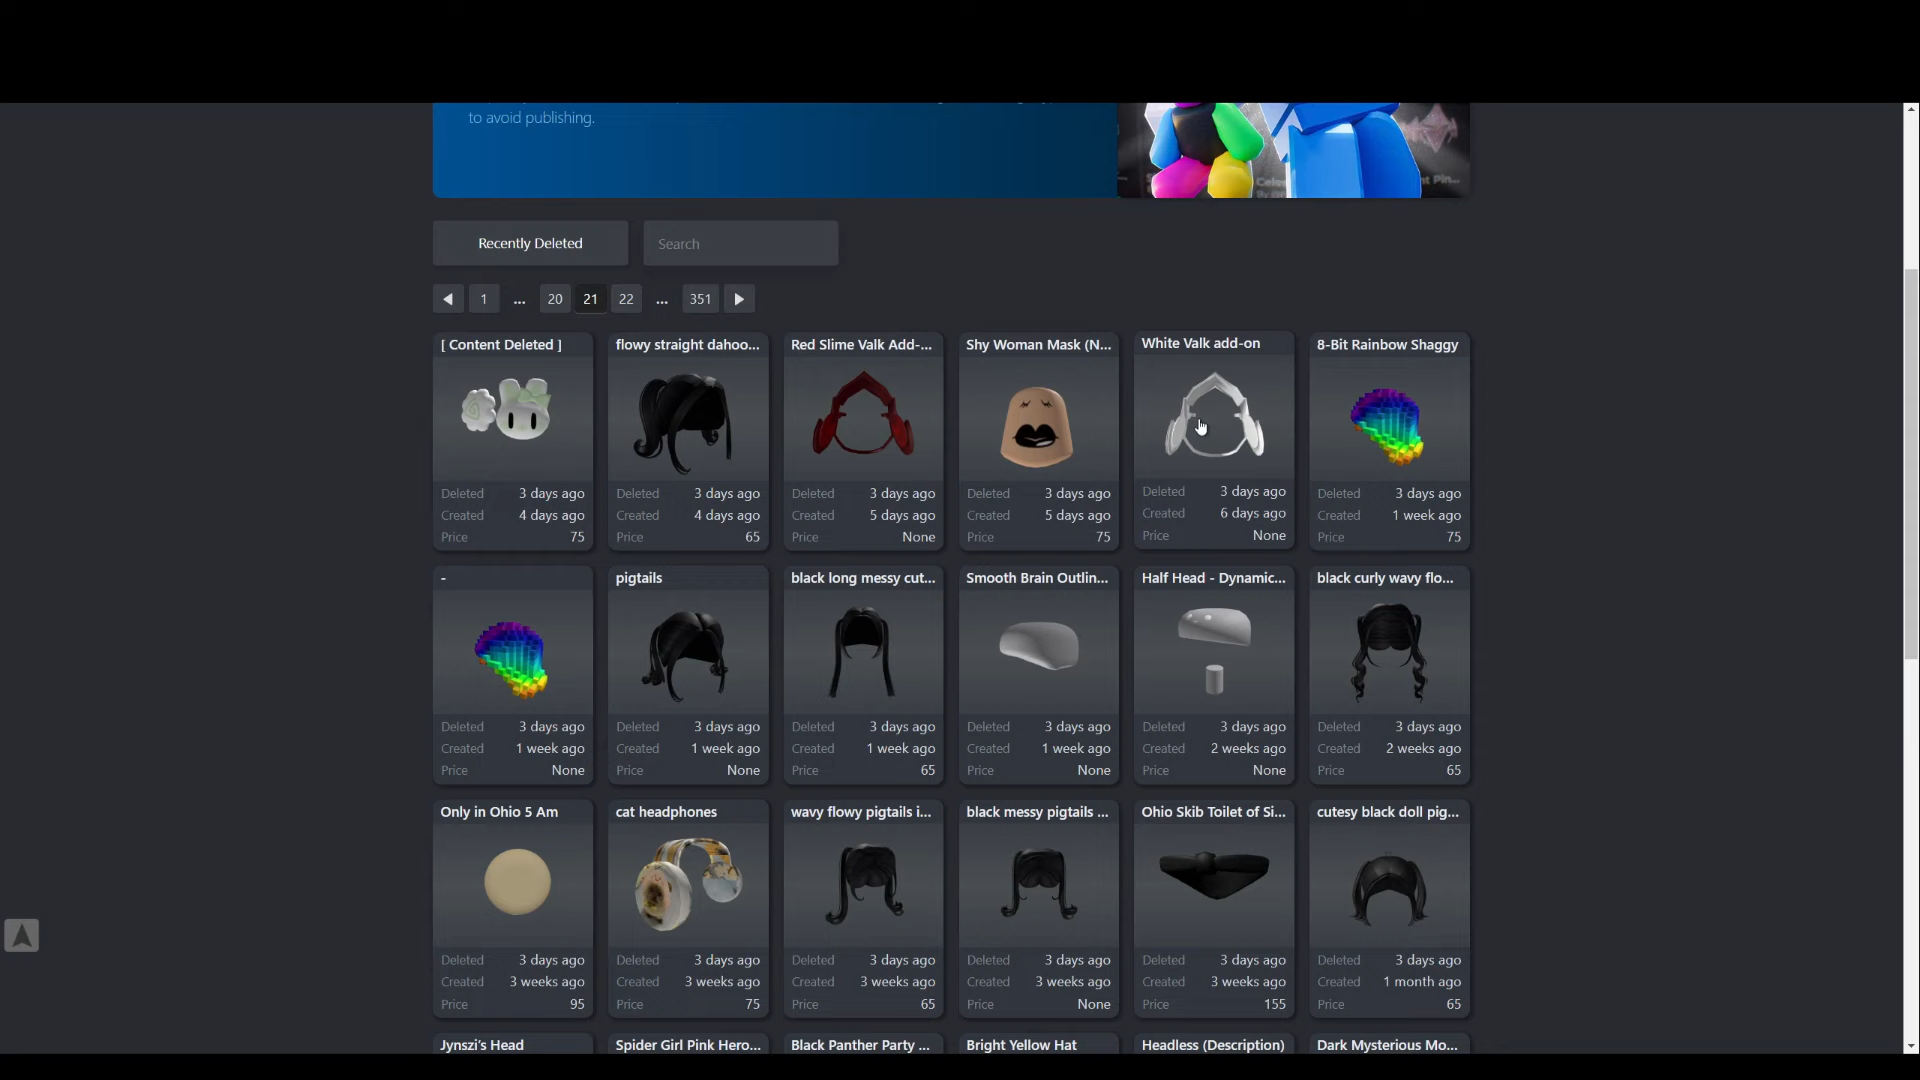 to avoid publishing.
Recently Deleted
Search
1 ... 20 21 22 ... 351
[ Content Deleted ]
Deleted 3 days ago
Created 4 days ago
Price 75
flowy straight dahoo...
Deleted 3 days ago
Created 4 days ago
Price 65
Red Slime Valk Add-...
Deleted 3 days ago
Created 5 days ago
Price None
Shy Woman Mask (N...
Deleted 3 days ago
Created 5 days ago
Price 75
White Valk add-on
Deleted 3 days ago
Created 6 days ago
Price None
8-Bit Rainbow Shaggy
Deleted 3 days ago
Created 1 week ago
Price 75
-
Deleted 3 days ago
Created 1 week ago
Price None
pigtails
Deleted 3 days ago
Created 1 week ago
Price None
black long messy cut...
Deleted 3 days ago
Created 1 week ago
Price 65
Smooth Brain Outlin...
Deleted 3 days ago
Created 1 week ago
Price None
Half Head - Dynamic...
Deleted 3 days ago
Created 2 weeks ago
Price None
black curly wavy flo...
Deleted 3 days ago
Created 2 weeks ago
Price 65
Only in Ohio 5 Am
Deleted 3 days ago
Created 3 weeks ago
Price 95
cat headphones
Deleted 3 days ago
Created 3 weeks ago
Price 75
wavy flowy pigtails i...
Deleted 3 days ago
Created 3 weeks ago
Price 65
black messy pigtails ...
Deleted 3 days ago
Created 3 weeks ago
Price None
Ohio Skib Toilet of Si...
Deleted 3 days ago
Created 3 weeks ago
Price 155
cutesy black doll pig...
Deleted 3 days ago
Created 1 month ago
Price 65
Jynszi's Head
Spider Girl Pink Hero...
Black Panther Party ...
Bright Yellow Hat
Headless (Description)
Dark Mysterious Mo...